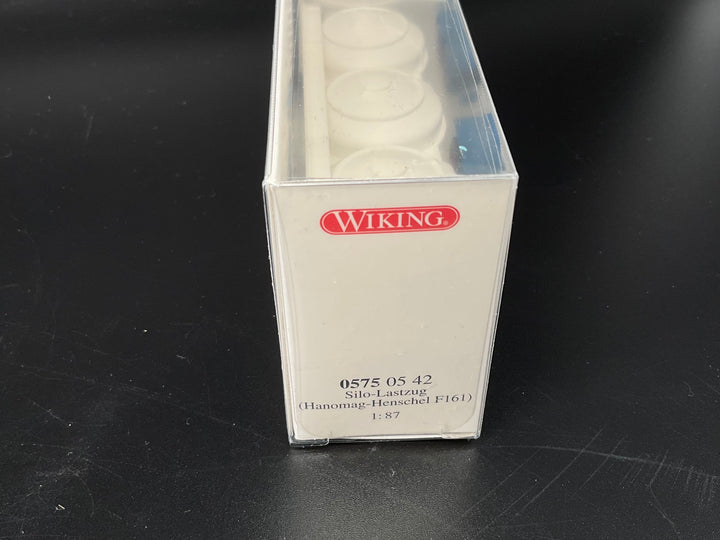 WIKING®
0575 05 42
Silo-Lastzug
(Hanomag-Henschel F161)
1:87